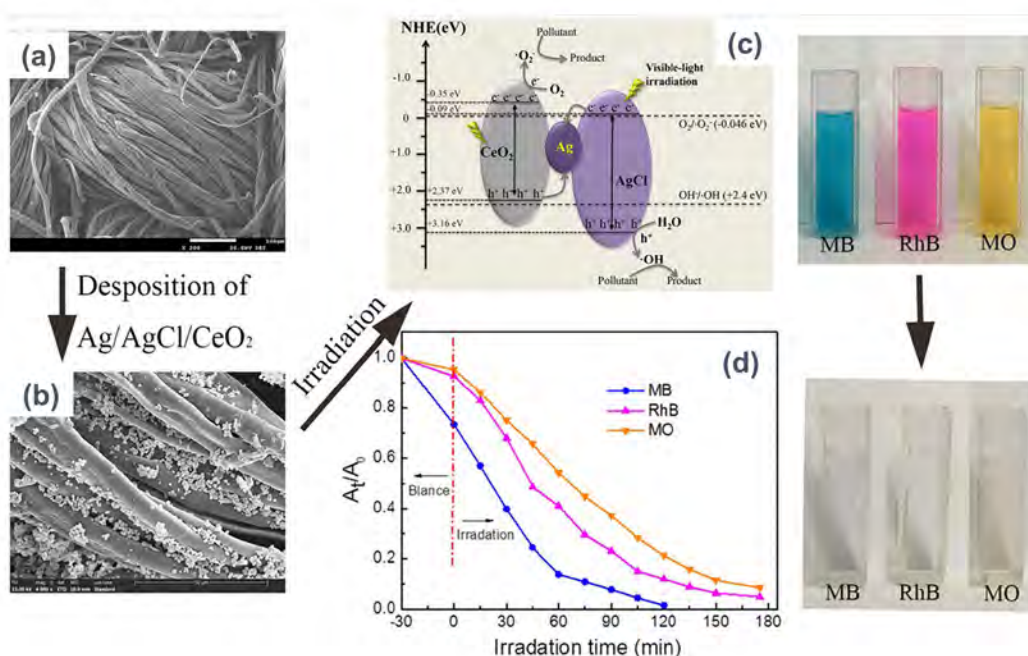 (a)
Desposition of
Ag/AgCl/CeO₂
(b)
Irradiation
(c)
NHE(eV)
Pollutant
Product
·O₂⁻
e⁻
O₂
Visible-light
irradiation
-1.0
-0.35 eV
-0.09 eV
0
+1.0
+2.0
+2.37 eV
+3.16 eV
+3.0
e⁻ e⁻ e⁻ e⁻
e⁻ e⁻ e⁻ e⁻
CeO₂
Ag
AgCl
h⁺ h⁺ h⁺ h⁺
h⁺ h⁺ h⁺ h⁺
O₂/·O₂⁻ (-0.046 eV)
OH⁻/·OH (+2.4 eV)
H₂O
h⁺
·OH
Pollutant
Product
(d)
MB
RhB
MO
Blance
Irradiation
1.0
0.8
0.6
0.4
0.2
0.0
Aₜ/A₀
-30 0 30 60 90 120 150 180
Irradation time (min)
MB RhB MO
MB RhB MO